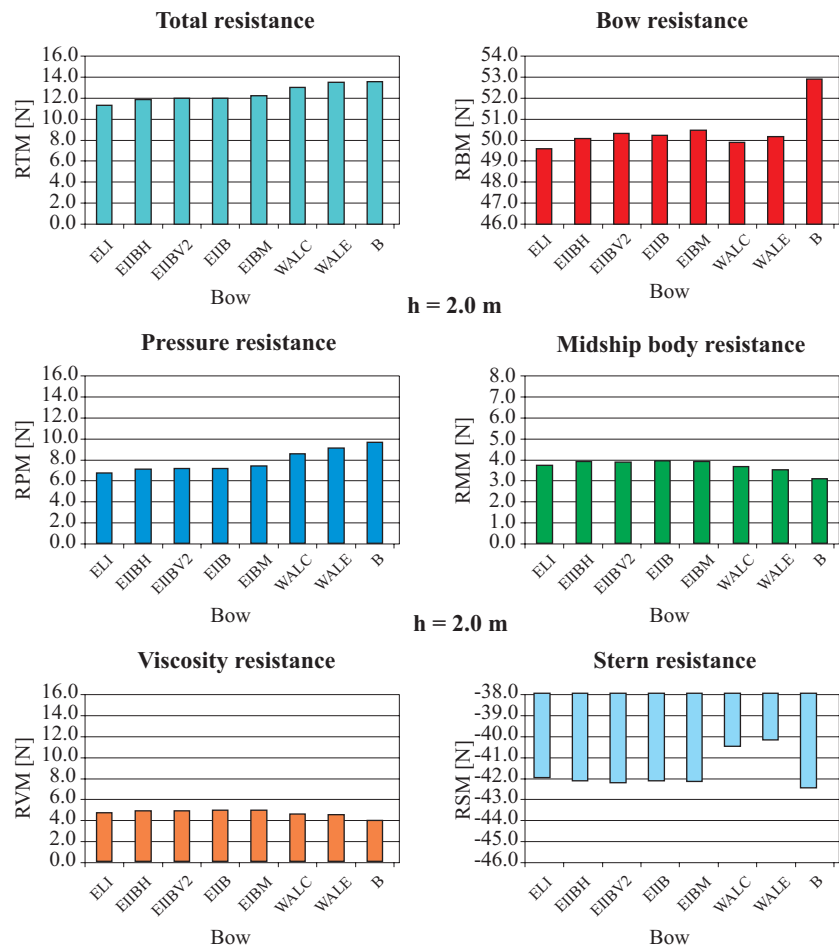 Total resistance
RTM [N]
16.0
14.0
12.0
10.0
8.0
6.0
4.0
2.0
0.0
ELI
EIIBH
EIIBV2
EIIB
EIBM
WALC
WALE
B
Bow
Bow resistance
RBM [N]
54.0
53.0
52.0
51.0
50.0
49.0
48.0
47.0
46.0
ELI
EIIBH
EIIBV2
EIIB
EIBM
WALC
WALE
B
Bow
h = 2.0 m
Pressure resistance
RPM [N]
16.0
14.0
12.0
10.0
8.0
6.0
4.0
2.0
0.0
ELI
EIIBH
EIIBV2
EIIB
EIBM
WALC
WALE
B
Bow
Midship body resistance
RMM [N]
8.0
7.0
6.0
5.0
4.0
3.0
2.0
1.0
0.0
ELI
EIIBH
EIIBV2
EIIB
EIBM
WALC
WALE
B
Bow
h = 2.0 m
Viscosity resistance
RVM [N]
16.0
14.0
12.0
10.0
8.0
6.0
4.0
2.0
0.0
ELI
EIIBH
EIIBV2
EIIB
EIBM
WALC
WALE
B
Bow
Stern resistance
RSM [N]
-38.0
-39.0
-40.0
-41.0
-42.0
-43.0
-44.0
-45.0
-46.0
ELI
EIIBH
EIIBV2
EIIB
EIBM
WALC
WALE
B
Bow